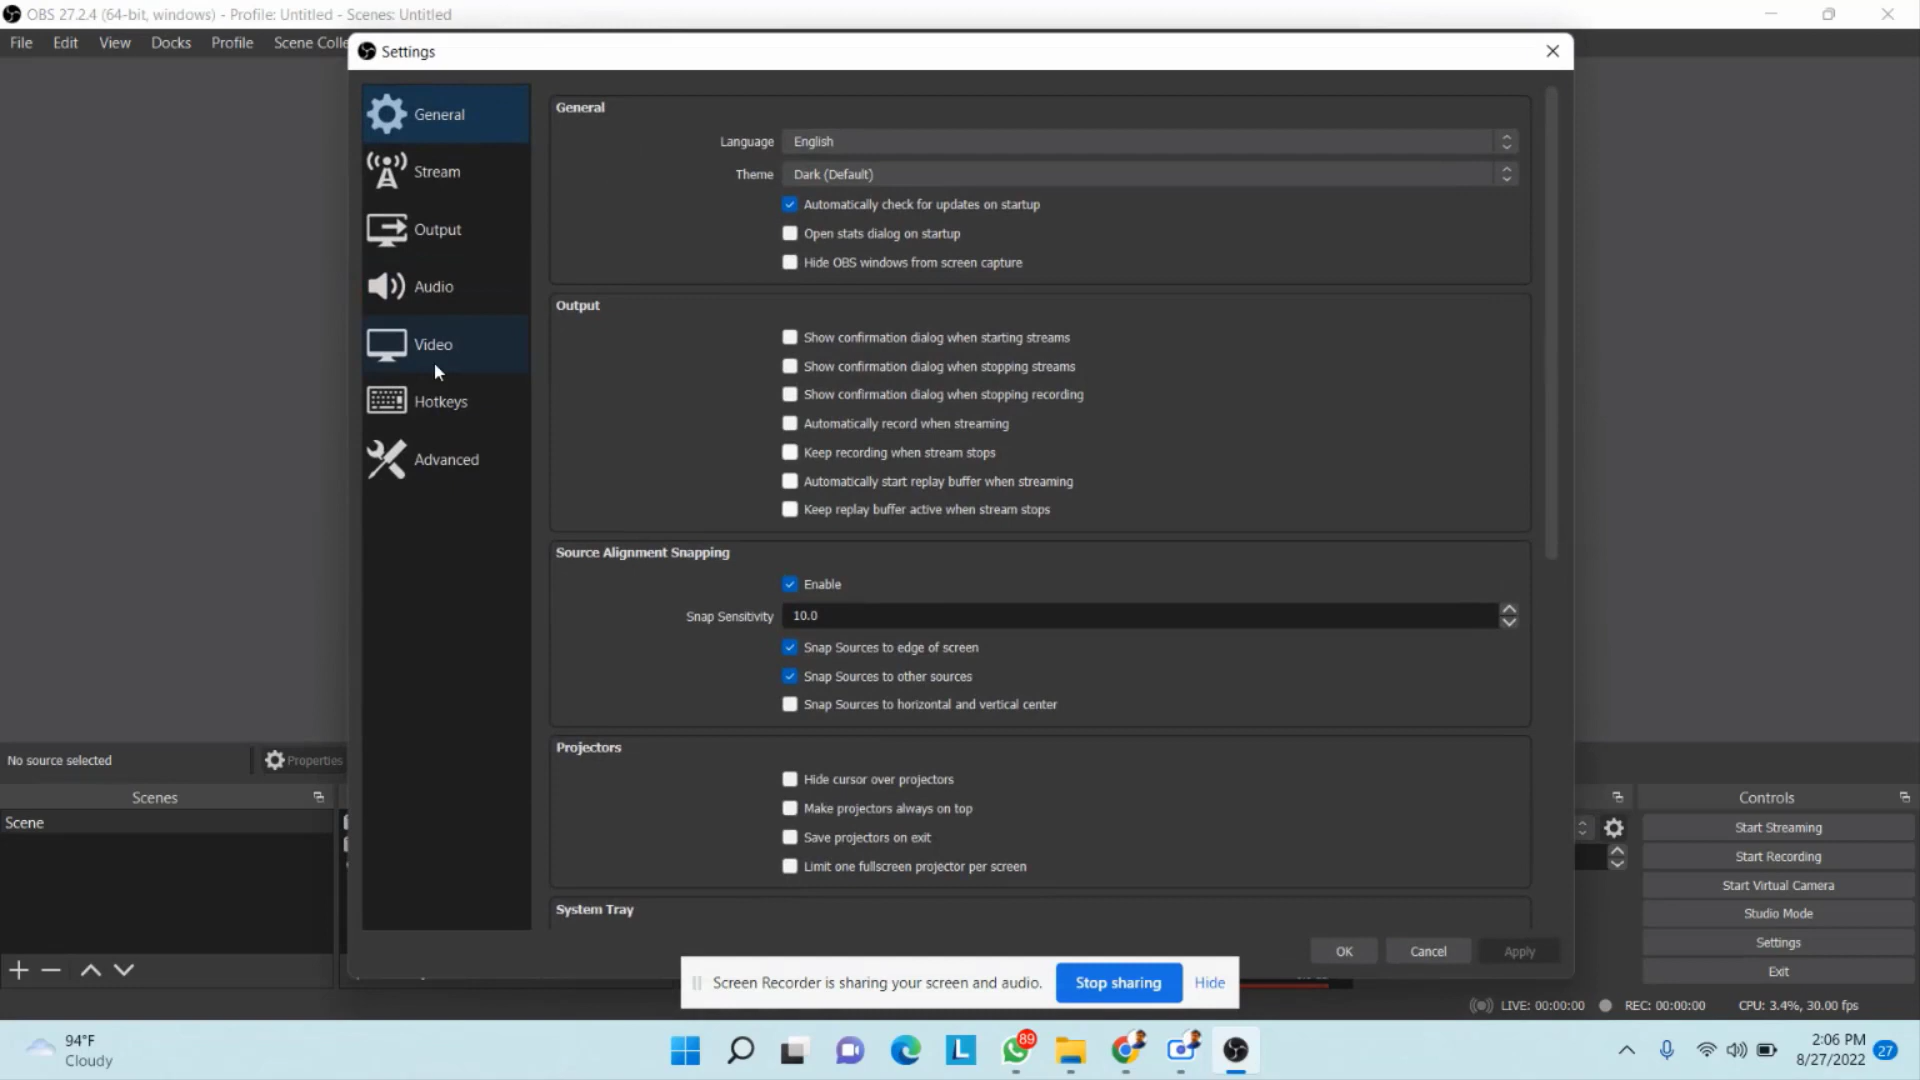 OBS 27.2.4 (64-bit, windows) - Profile: Untitled - Scenes: Untitled
File Edit View Docks Profile Scene Colle
Settings
General
Stream
Output
Audio
Video
Hotkeys
Advanced
General
Language English
Theme Dark (Default)
Automatically check for updates on startup
Open stats dialog on startup
Hide OBS windows from screen capture
Output
Show confirmation dialog when starting streams
Show confirmation dialog when stopping streams
Show confirmation dialog when stopping recording
Automatically record when streaming
Keep recording when stream stops
Automatically start replay buffer when streaming
Keep replay buffer active when stream stops
Source Alignment Snapping
Enable
Snap Sensitivity 10.0
Snap Sources to edge of screen
Snap Sources to other sources
Snap Sources to horizontal and vertical center
Projectors
Hide cursor over projectors
Make projectors always on top
Save projectors on exit
Limit one fullscreen projector per screen
System Tray
OK Cancel Apply
No source selected Properties
Scenes
Scene
Controls
Start Streaming
Start Recording
Start Virtual Camera
Studio Mode
Settings
Exit
Screen Recorder is sharing your screen and audio. Stop sharing Hide
LIVE: 00:00:00 REC: 00:00:00 CPU: 3.4%, 30.00 fps
94°F
Cloudy
L
89
2:06 PM
8/27/2022
27